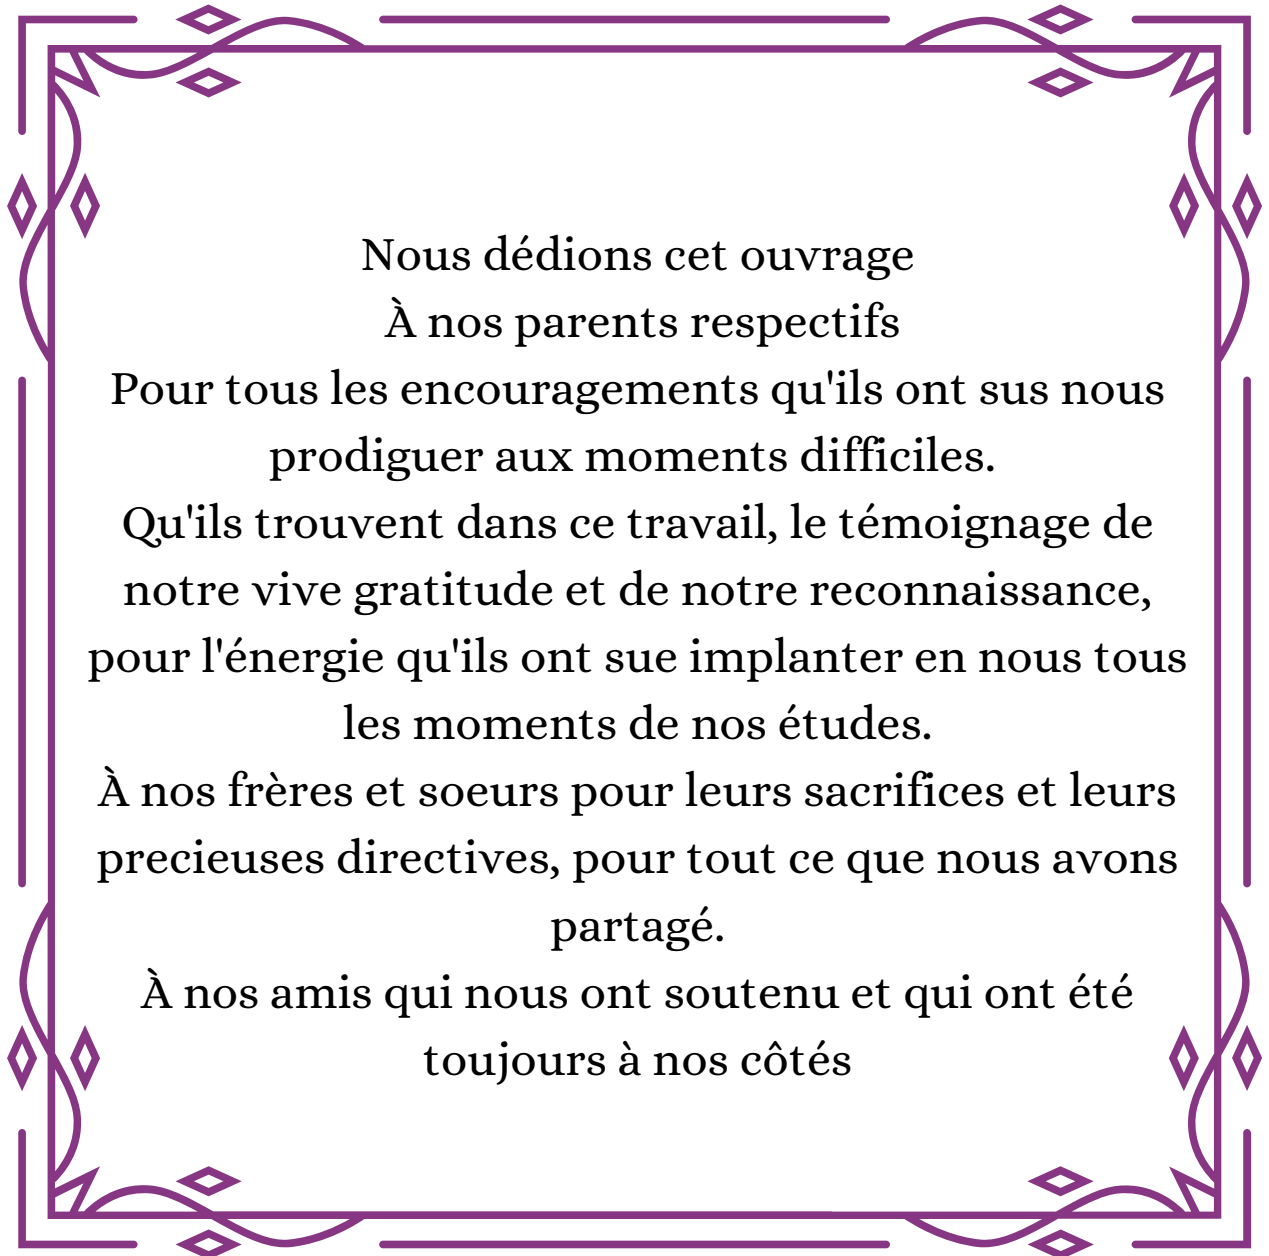 Nous dédions cet ouvrage
À nos parents respectifs
Pour tous les encouragements qu'ils ont sus nous
prodiguer aux moments difficiles.
Qu'ils trouvent dans ce travail, le témoignage de
notre vive gratitude et de notre reconnaissance,
pour l'énergie qu'ils ont sue implanter en nous tous
les moments de nos études.
À nos frères et soeurs pour leurs sacrifices et leurs
precieuses directives, pour tout ce que nous avons
partagé.
À nos amis qui nous ont soutenu et qui ont été
toujours à nos côtés